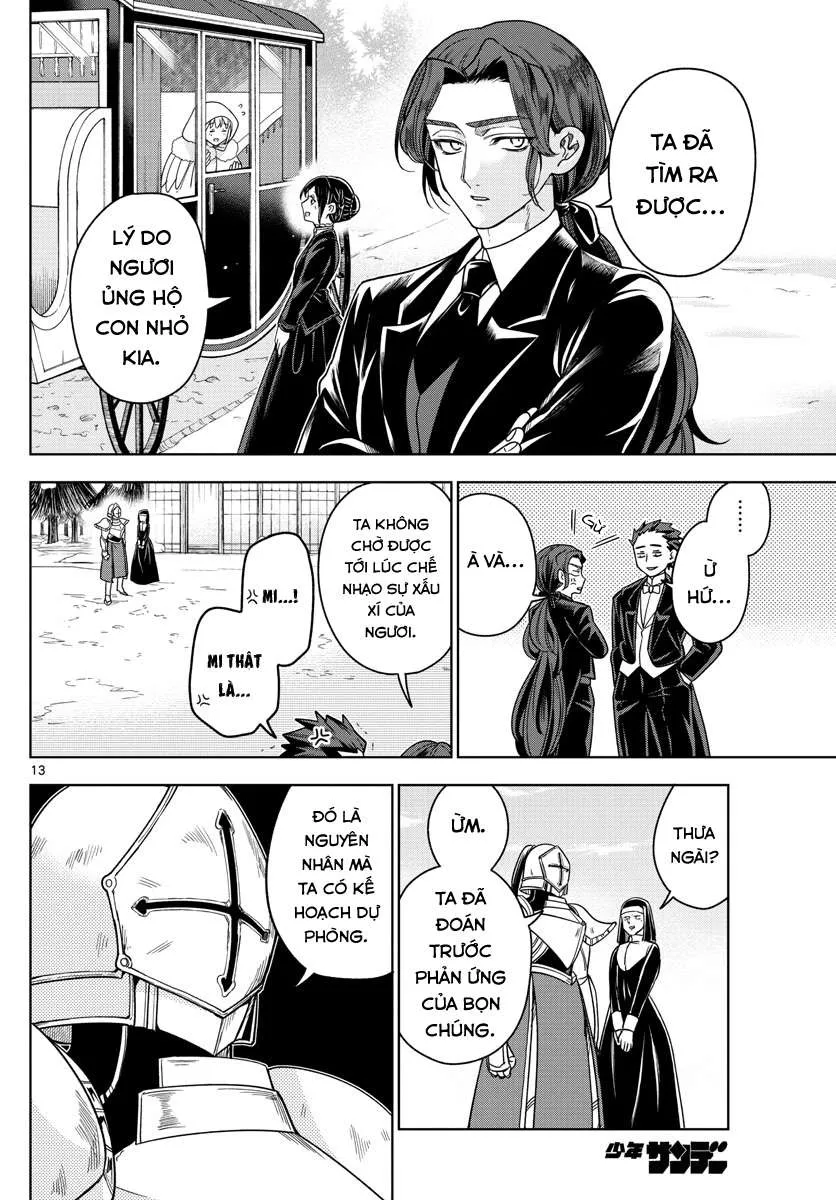 TA ĐÃ
TÌM RA
ĐƯỢC...
LÝ DO
NGƯƠI
ỦNG HỘ
CON NHỎ
KIA.
......
Ừ
HỨ...
Gừ
À VÀ...
TA KHÔNG
CHỜ ĐƯỢC
TỚI LÚC CHẾ
NHẠO SỰ XẤU
XÍ CỦA
NGƯƠI.
MI...!
MI THẬT
LÀ...
13
THƯA
NGÀI?
ỪM.
TA ĐÃ
ĐOÁN
TRƯỚC
PHẢN ỨNG
CỦA BỌN
CHÚNG.
ĐÓ LÀ
NGUYÊN
NHÂN MÀ
TA CÓ KẾ
HOẠCH DỰ
PHÒNG.
少年サンデー